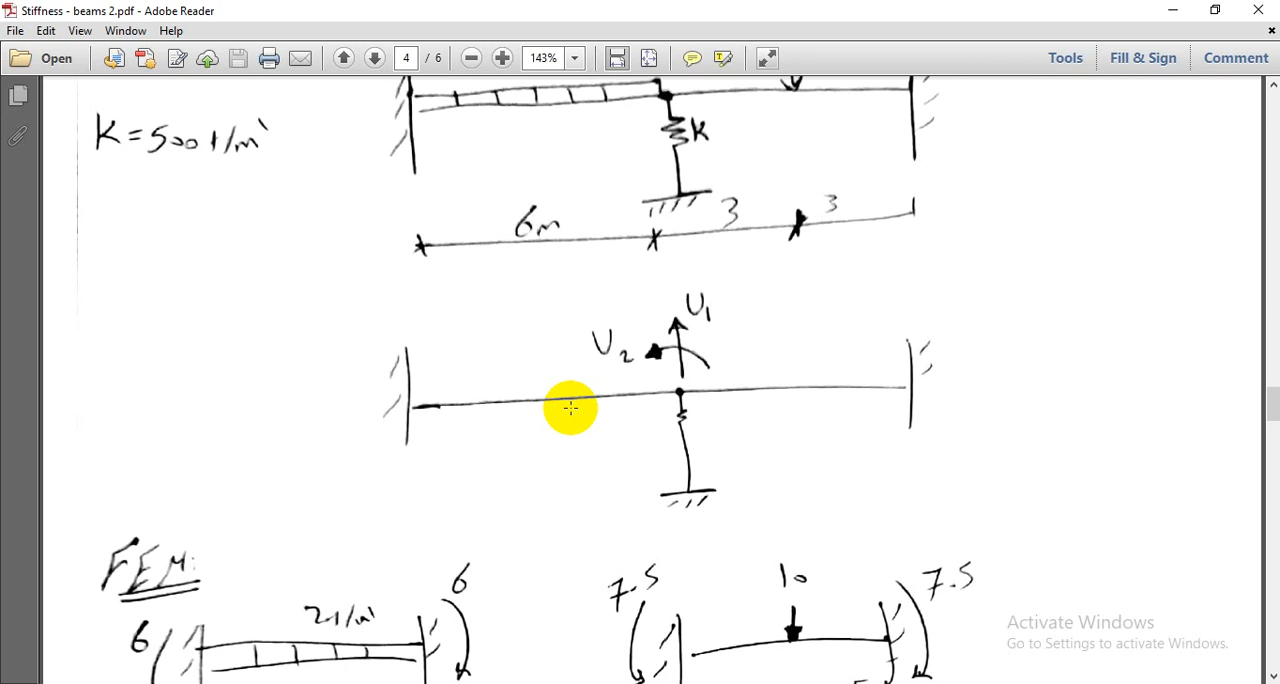 Stiffness - beams 2.pdf - Adobe Reader
File Edit View Window Help
Open 4 / 6 143% Tools Fill & Sign Comment
K = 500 t/m'
K
6m 3 3
U1
U2
FEM:
6 7.5 10 7.5
2t/m'
6
Activate Windows
Go to Settings to activate Windows.